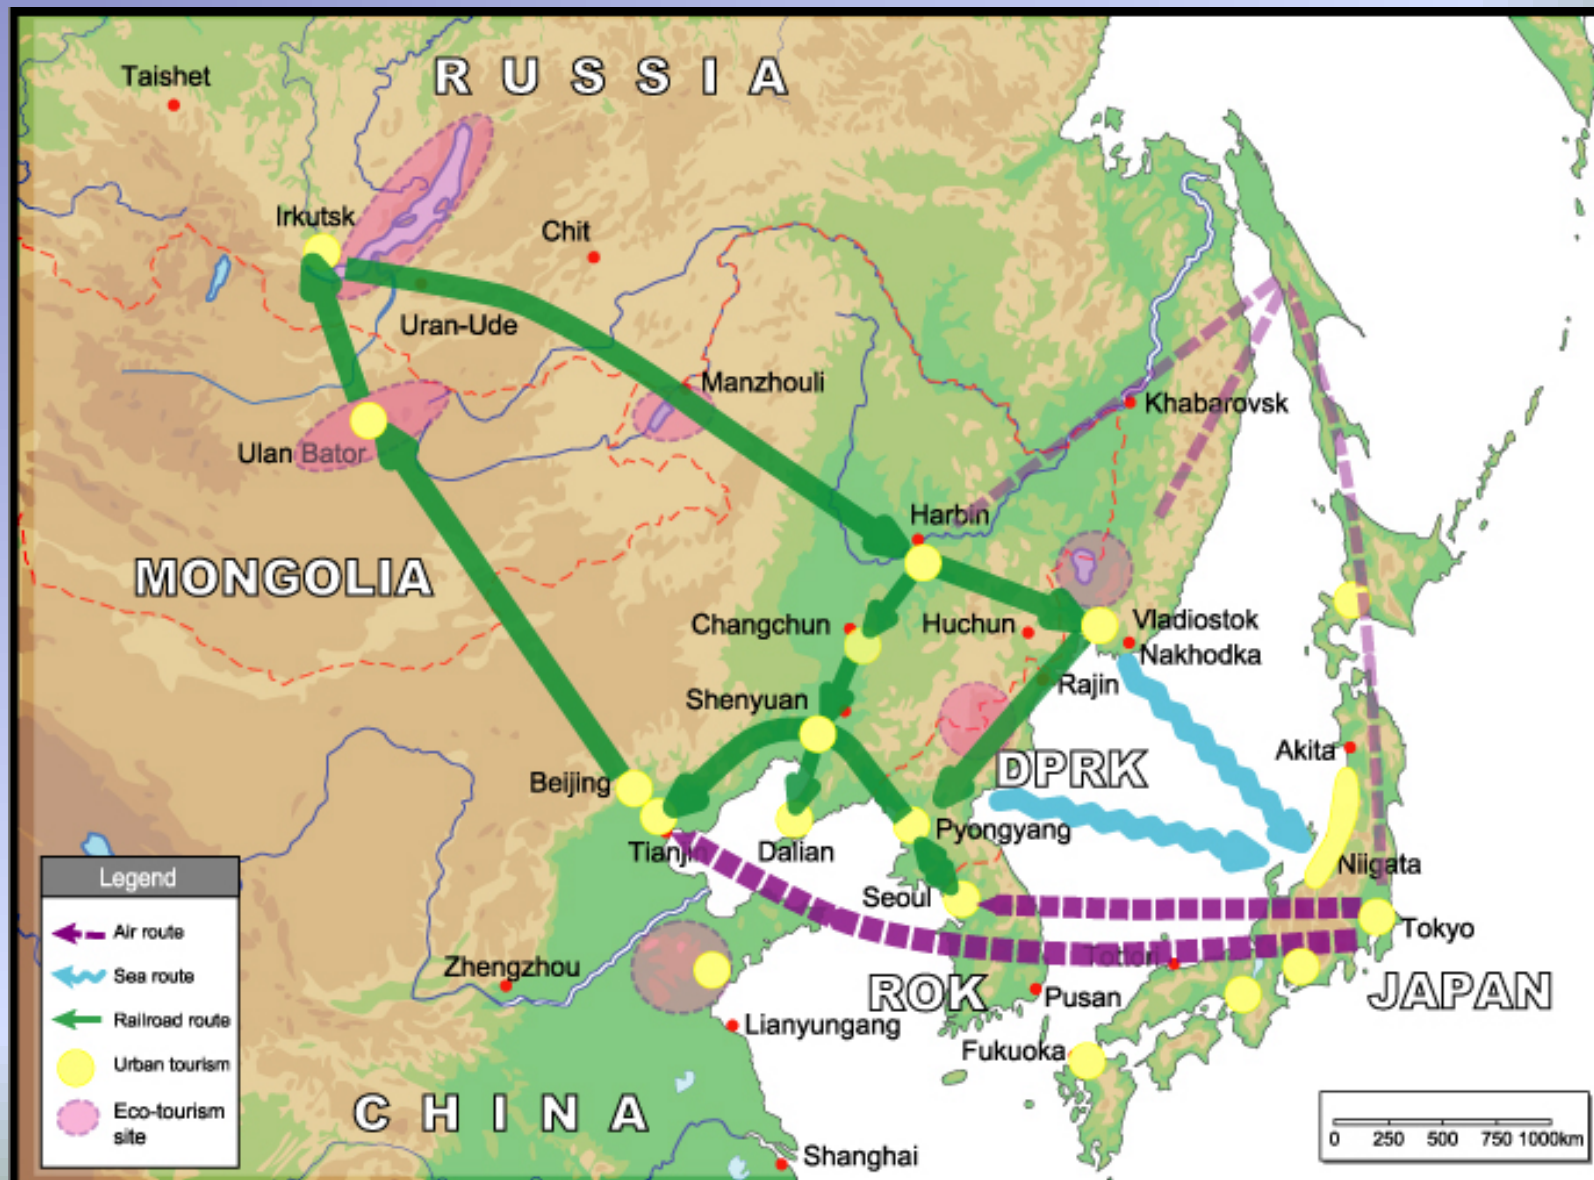 Taishet
RUSSIA
Irkutsk
Chit
Uran-Ude
Manzhouli
Khabarovsk
Ulan Bator
Harbin
MONGOLIA
Changchun
Huchun
Vladiostok
Nakhodka
Rajin
Shenyuan
Akita
DPRK
Beijing
Pyongyang
Tianjin
Dalian
Niigata
Seoul
Tokyo
Tottori
Zhengzhou
ROK
Pusan
JAPAN
Lianyungang
Fukuoka
CHINA
Shanghai
Legend
Air route
Sea route
Railroad route
Urban tourism
Eco-tourism
site
0 250 500 750 1000km